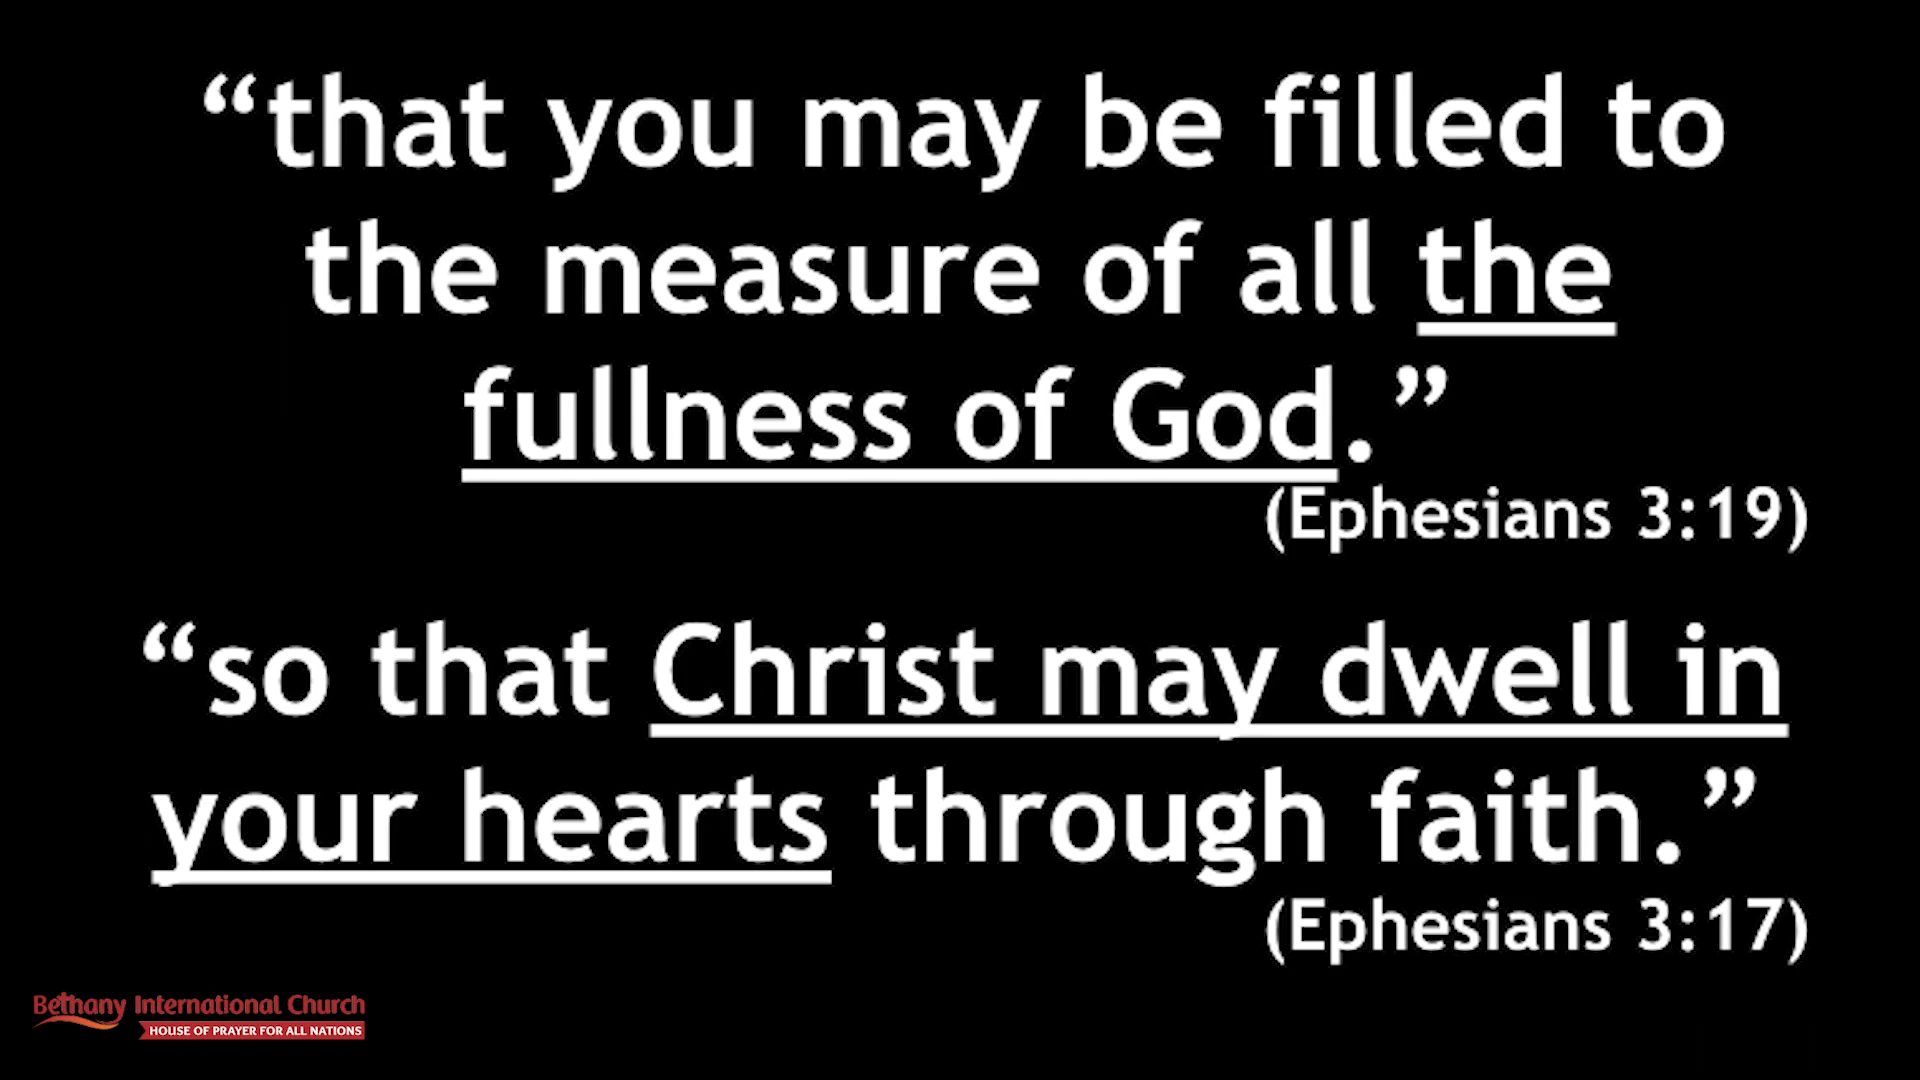 “that you may be filled to
the measure of all the
fullness of God.”
(Ephesians 3:19)
“so that Christ may dwell in
your hearts through faith.”
(Ephesians 3:17)
Bethany International Church
HOUSE OF PRAYER FOR ALL NATIONS